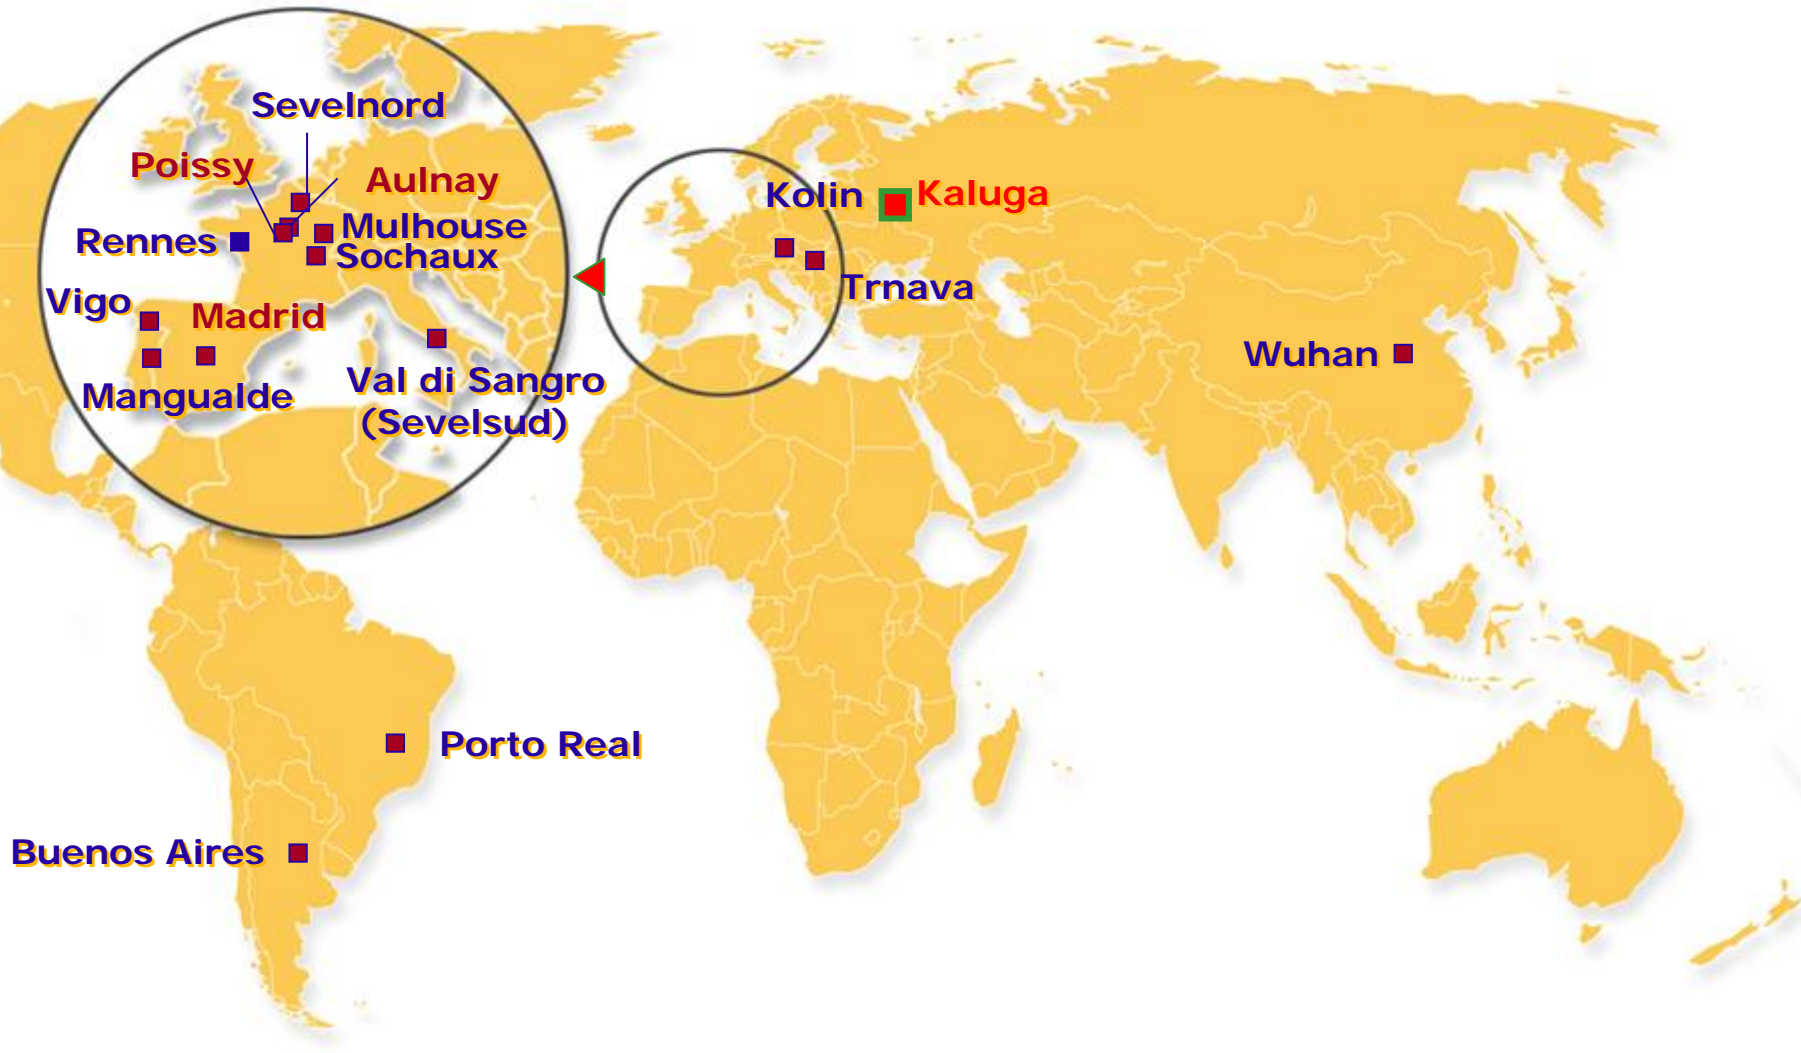 Sevelnord
Poissy
Aulnay
Mulhouse
Rennes
Sochaux
Vigo
Madrid
Mangualde
Val di Sangro
(Sevelsud)
Kolin
Kaluga
Trnava
Wuhan
Porto Real
Buenos Aires